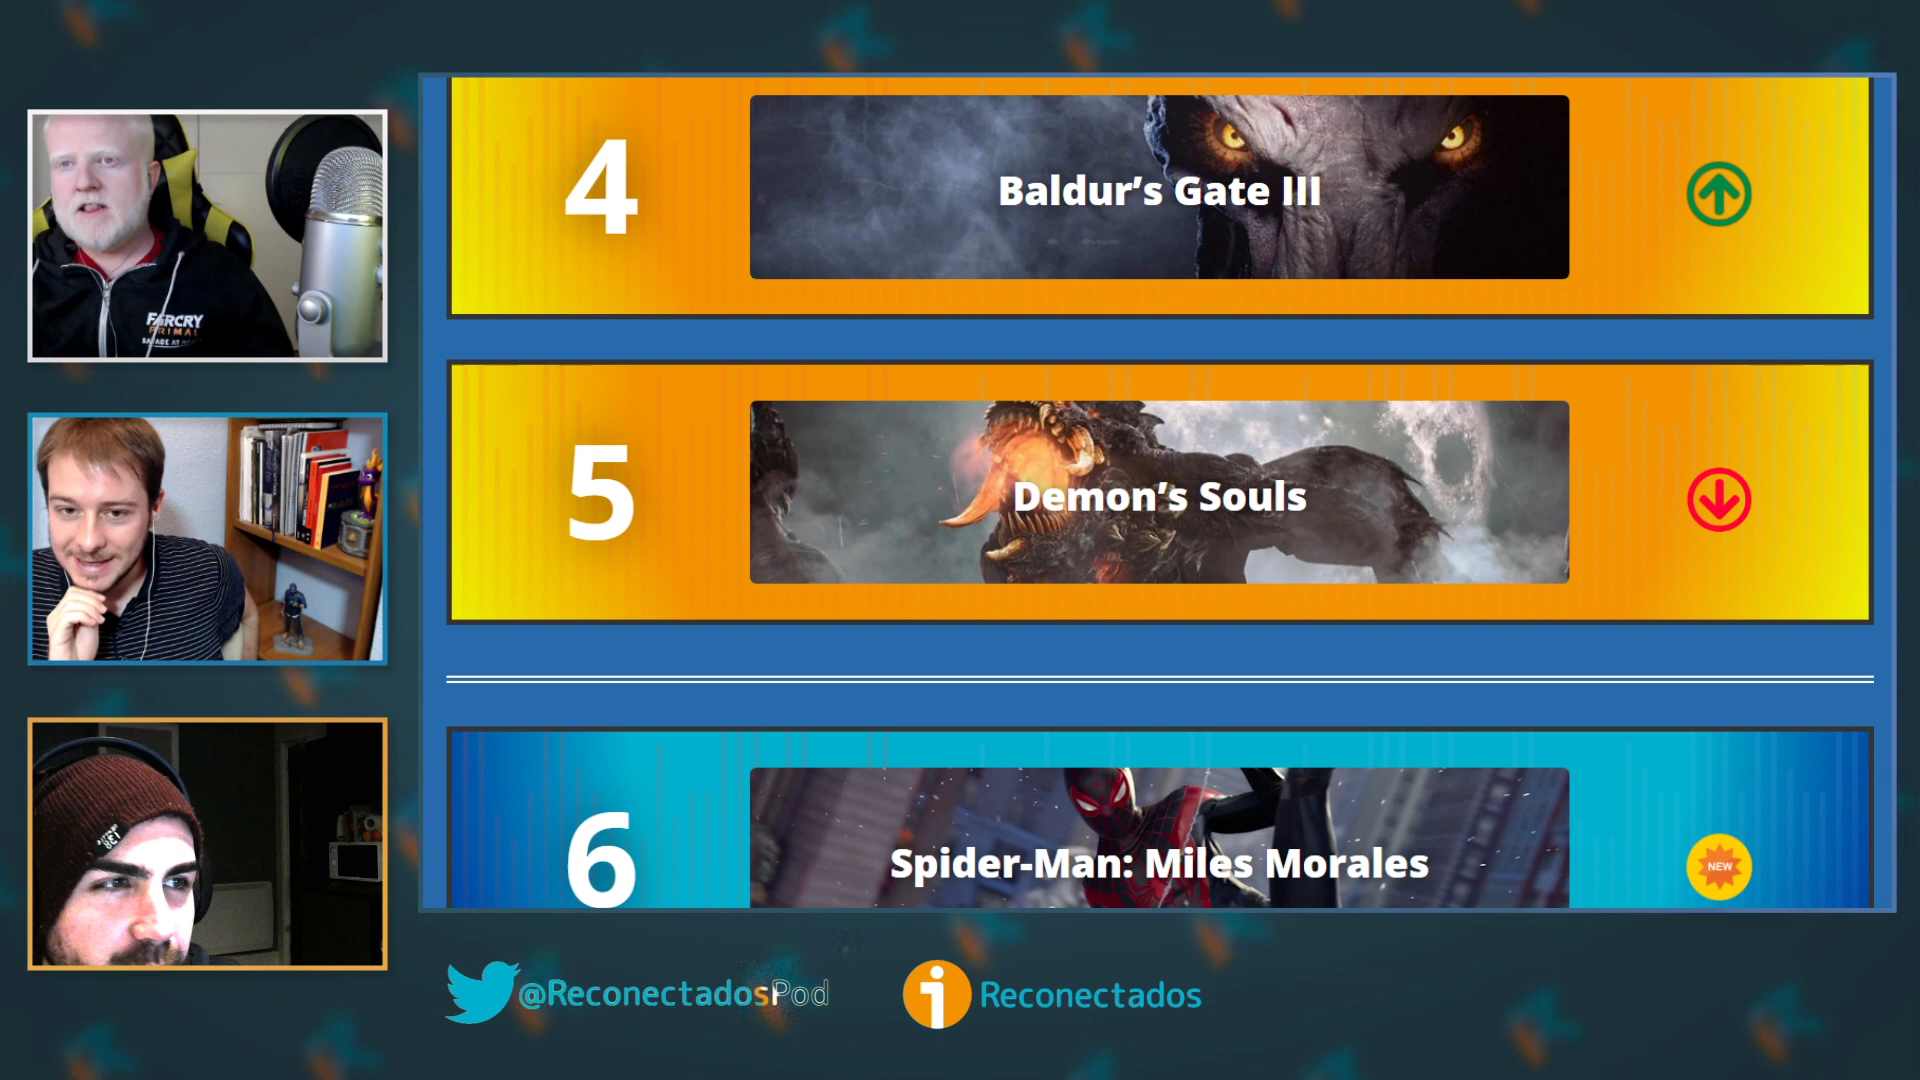 4
Baldur’s Gate III
5
Demon’s Souls
6
Spider-Man: Miles Morales
NEW
FARCRY
PRIMAL
@ReconectadosPod
Reconectados